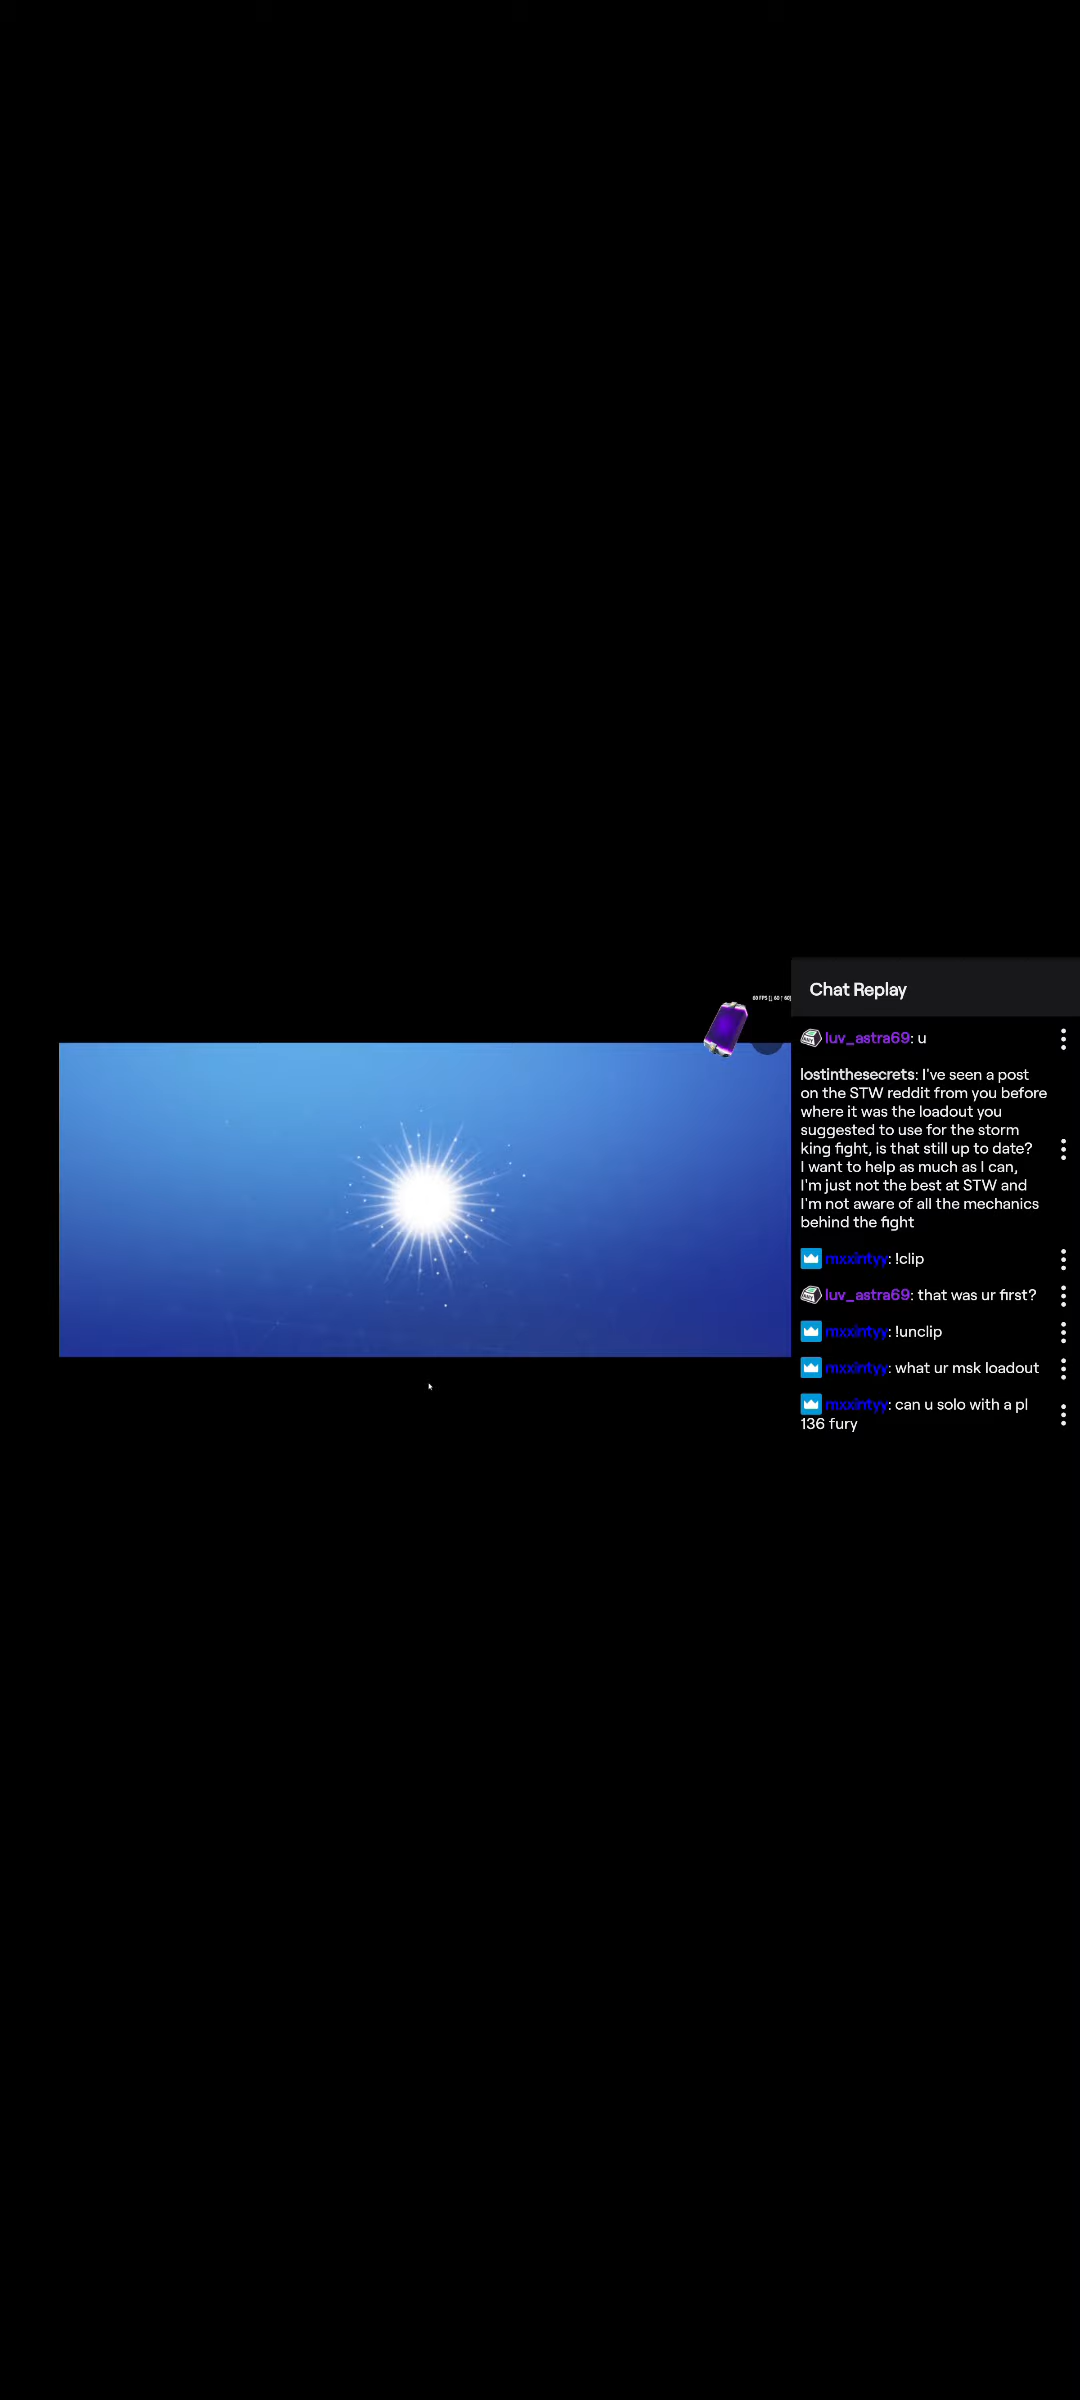 Chat Replay
60 FPS [↓ 60 ↑ 60]
luv_astra69: u
lostinthesecrets: I've seen a post
on the STW reddit from you before
where it was the loadout you
suggested to use for the storm
king fight, is that still up to date?
I want to help as much as I can,
I'm just not the best at STW and
I'm not aware of all the mechanics
behind the fight
mxxintyy: !clip
luv_astra69: that was ur first?
mxxintyy: !unclip
mxxintyy: what ur msk loadout
mxxintyy: can u solo with a pl
136 fury